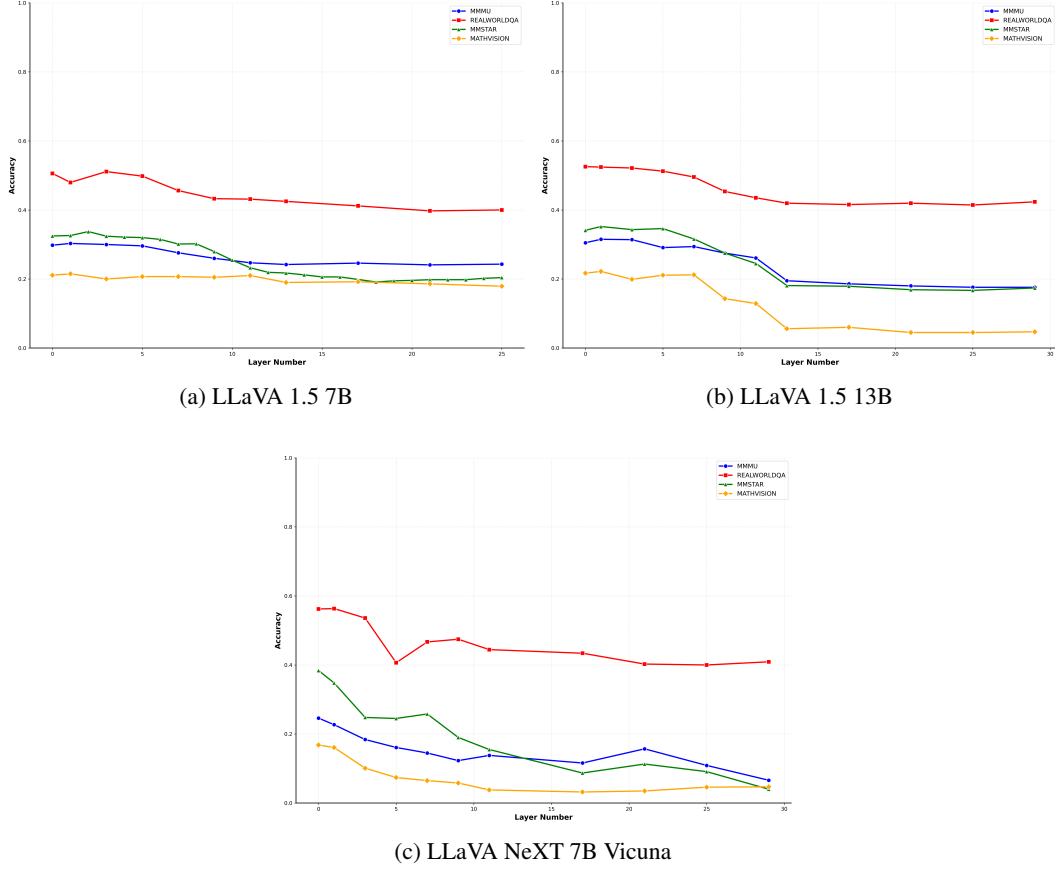 1.0
0.8
0.6
0.4
0.2
0.0
Accuracy
0 5 10 15 20 25
Layer Number
MMMU
REALWORLDQA
MMSTAR
MATHVISION
(a) LLaVA 1.5 7B
1.0
0.8
0.6
0.4
0.2
0.0
Accuracy
0 5 10 15 20 25 30
Layer Number
MMMU
REALWORLDQA
MMSTAR
MATHVISION
(b) LLaVA 1.5 13B
1.0
0.8
0.6
0.4
0.2
0.0
Accuracy
0 5 10 15 20 25 30
Layer Number
MMMU
REALWORLDQA
MMSTAR
MATHVISION
(c) LLaVA NeXT 7B Vicuna